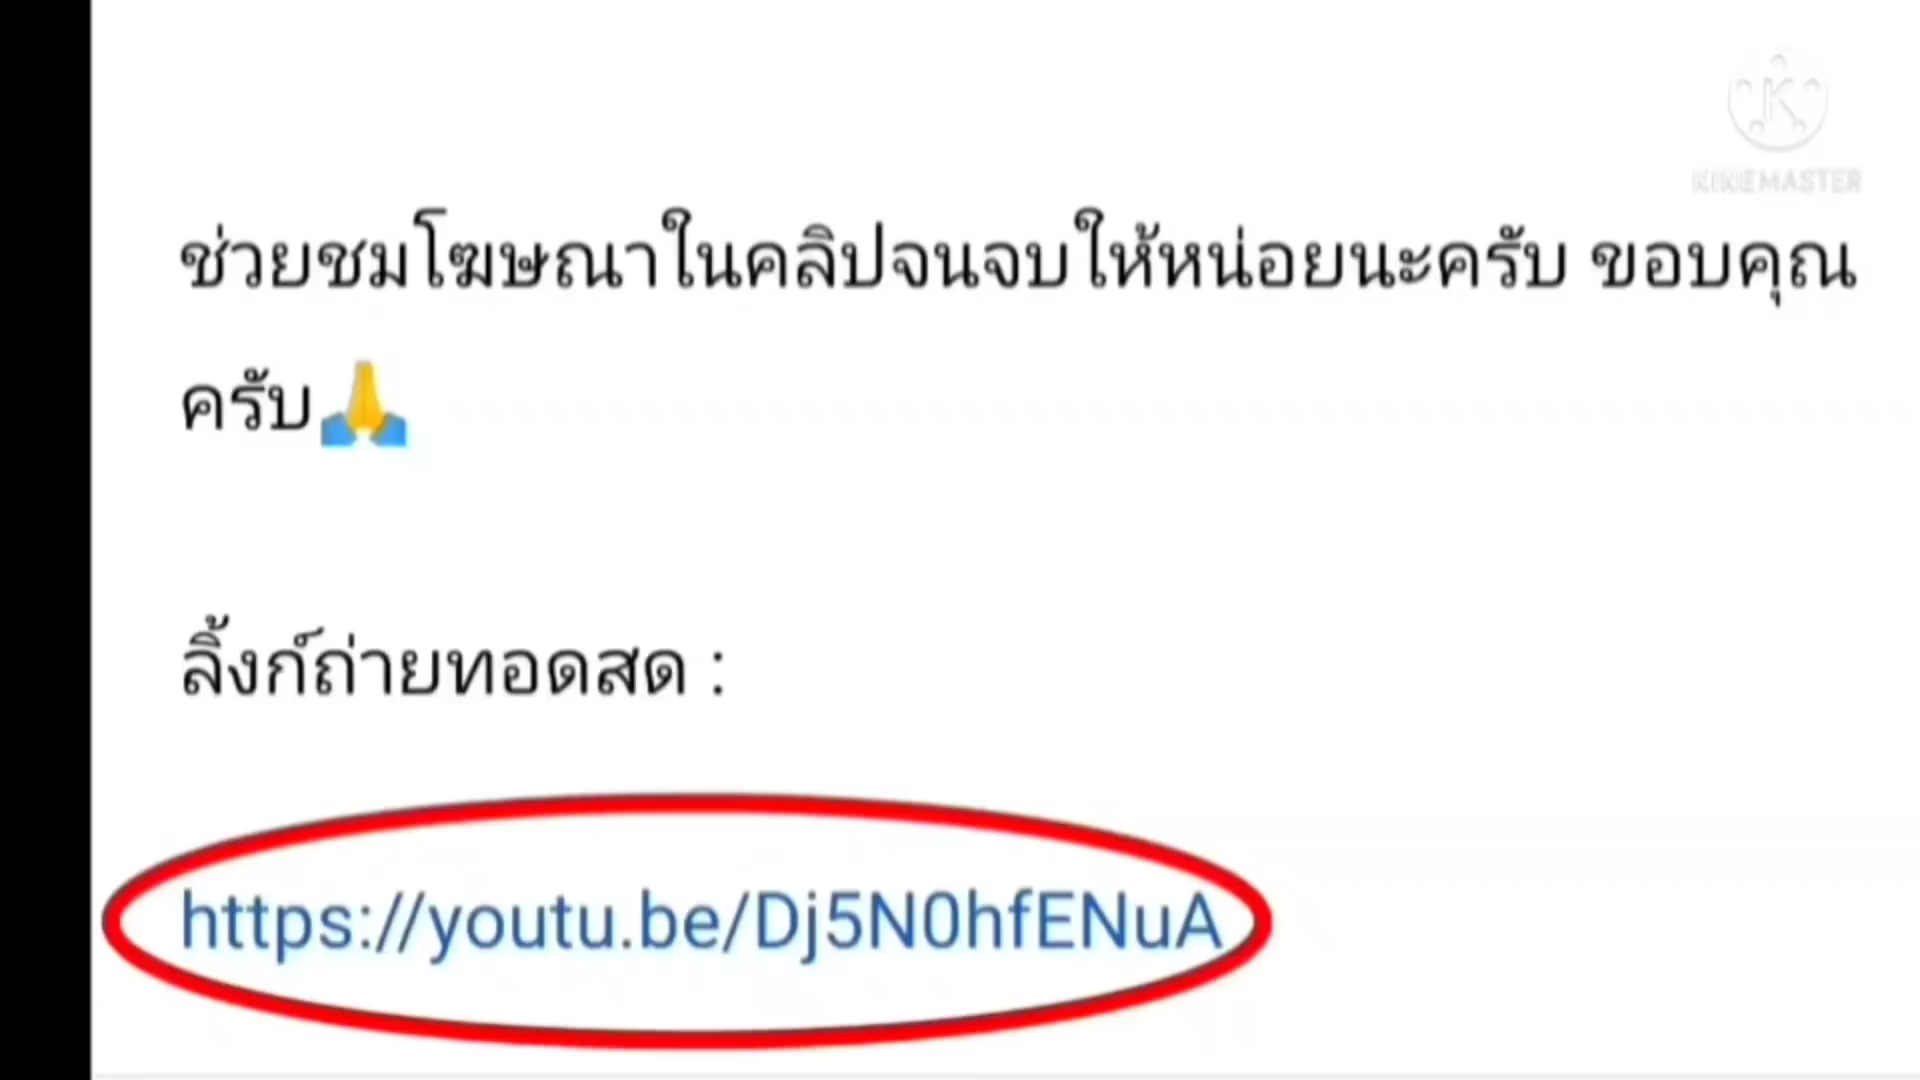 KINEMASTER
ช่วยชมโฆษณาในคลิปจนจบให้หน่อยนะครับ ขอบคุณ
ครับ🙏
ลิ้งก์ถ่ายทอดสด :
https://youtu.be/Dj5N0hfENuA